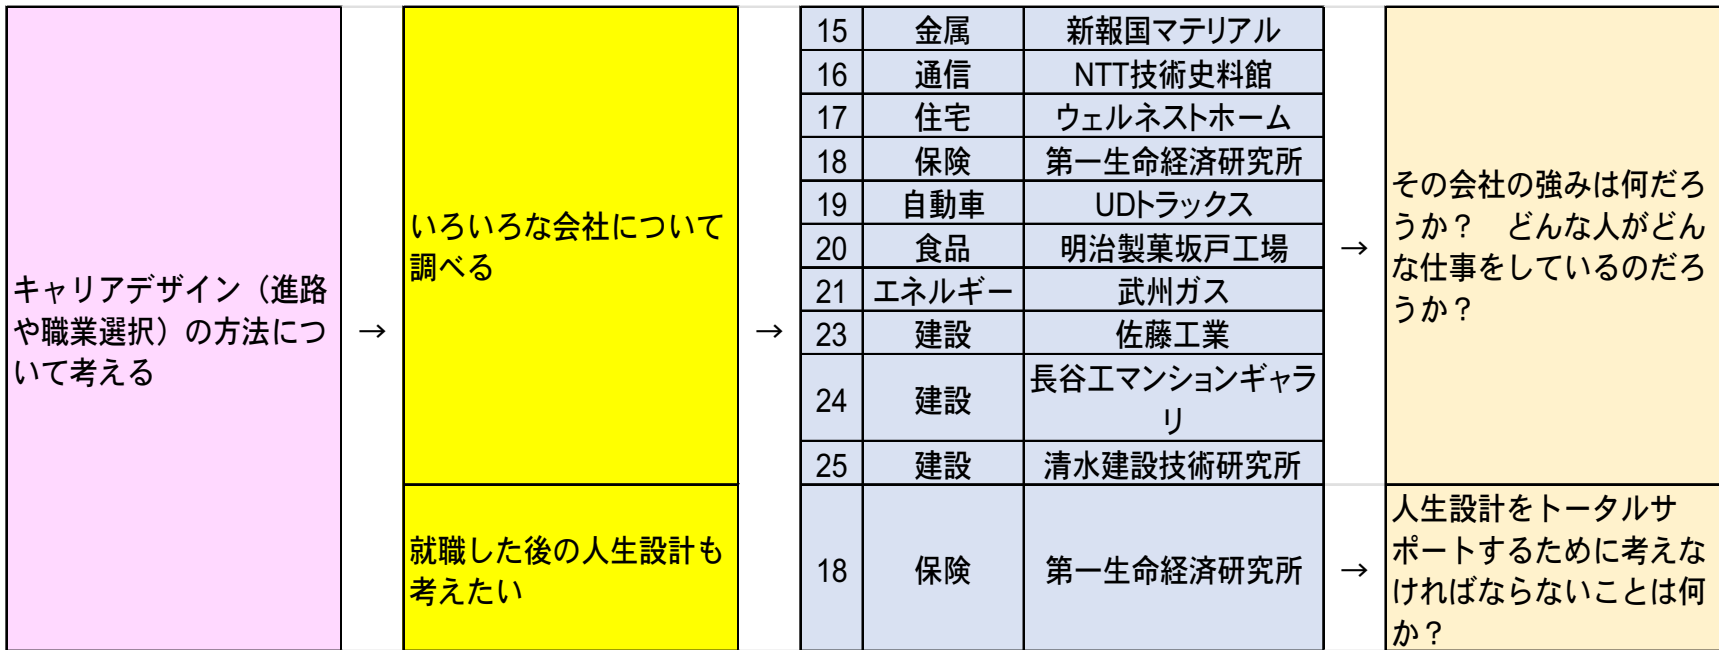 キャリアデザイン（進路
や職業選択）の方法につ
いて考える
→
いろいろな会社について
調べる
就職した後の人生設計も
考えたい
→
15 金属 新報国マテリアル
16 通信 NTT技術史料館
17 住宅 ウェルネストホーム
18 保険 第一生命経済研究所
19 自動車 UDトラックス
20 食品 明治製菓坂戸工場
21 エネルギー 武州ガス
23 建設 佐藤工業
24 建設 長谷工マンションギャラ
リ
25 建設 清水建設技術研究所
→
その会社の強みは何だろ
うか？　どんな人がどん
な仕事をしているのだろ
うか？
18 保険 第一生命経済研究所
→
人生設計をトータルサ
ポートするために考えな
ければならないことは何
か？